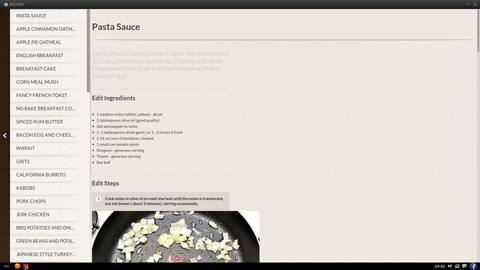 RECIPES
PASTA SAUCE
APPLE CINNAMON OATM...
APPLE PIE OATMEAL
ENGLISH BREAKFAST
BREAKFAST CAKE
CORN MEAL MUSH
FANCY FRENCH TOAST
NO BAKE BREAKFAST CO...
SPICED RUM BUTTER
BACON EGG AND CHEES...
PARFAIT
GRITS
CALIFORNIA BURRITO
KABOBS
PORK CHOPS
JERK CHICKEN
BBQ POTATOES AND ONI...
GREEN BEANS AND POTA...
JAPANESE STYLE TURKEY...
Pasta Sauce
Edit Ingredients
1 medium onion (white, yellow) - diced
2 tablespoons olive oil (good quality)
Salt and pepper to taste
1- 2 tablespoons dried garlic; or 1 - 2 cloves if fresh
2 16 oz cans of tomatoes, stewed
1 small can tomato paste
Oregano - generous serving
Thyme - generous serving
Bay leaf
Edit Steps
1 Cook onion in olive oil on med-low heat until the onion is translucent,
but not brown! ( about 5 minutes), stirring occasionally.
09:50